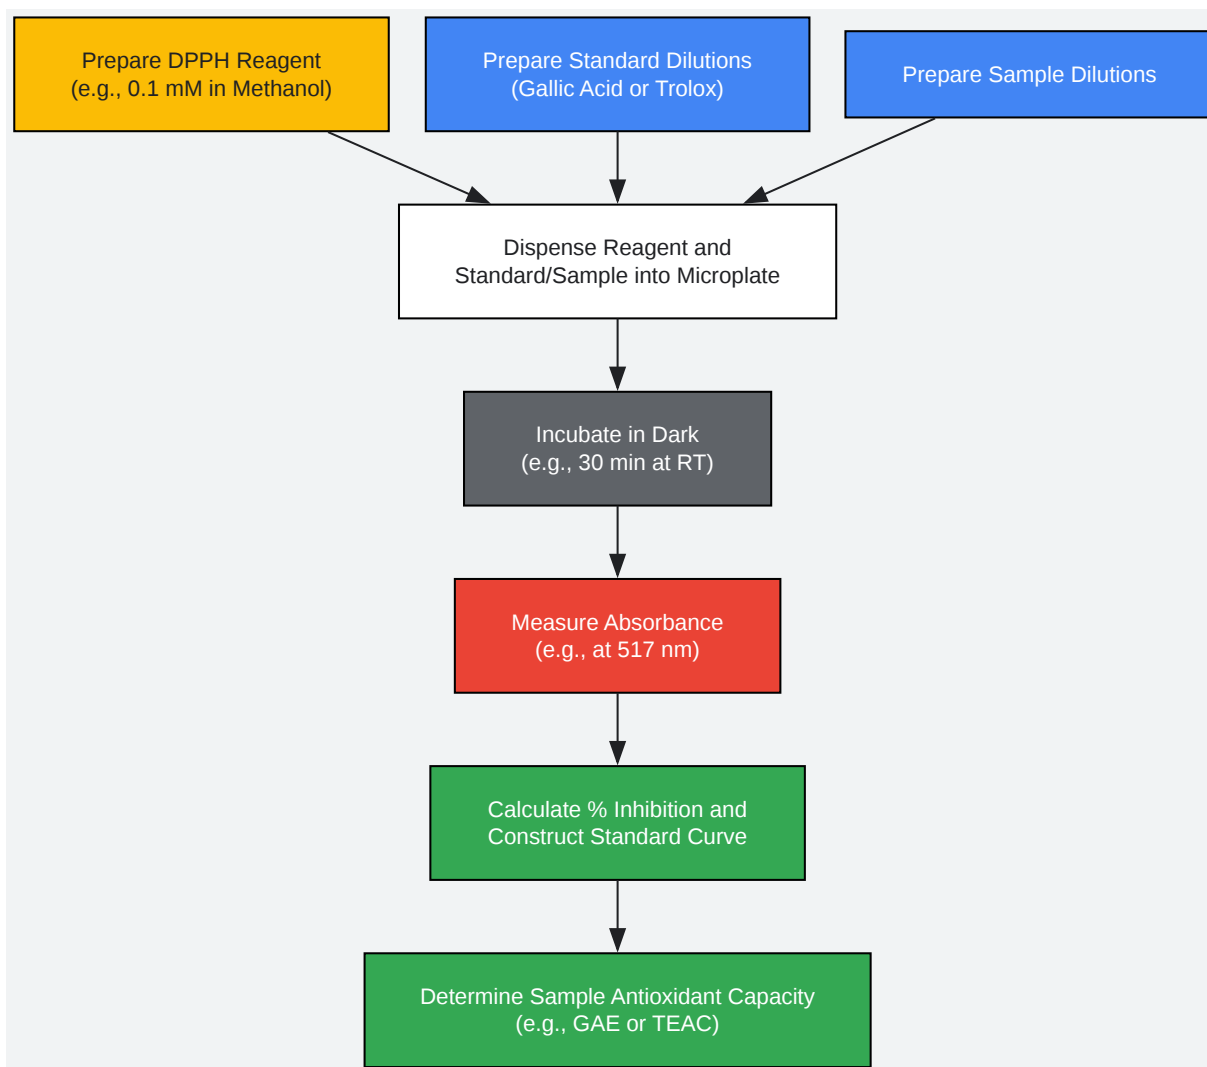 Prepare DPPH Reagent
(e.g., 0.1 mM in Methanol)
Prepare Standard Dilutions
(Gallic Acid or Trolox)
Prepare Sample Dilutions
Dispense Reagent and
Standard/Sample into Microplate
Incubate in Dark
(e.g., 30 min at RT)
Measure Absorbance
(e.g., at 517 nm)
Calculate % Inhibition and
Construct Standard Curve
Determine Sample Antioxidant Capacity
(e.g., GAE or TEAC)